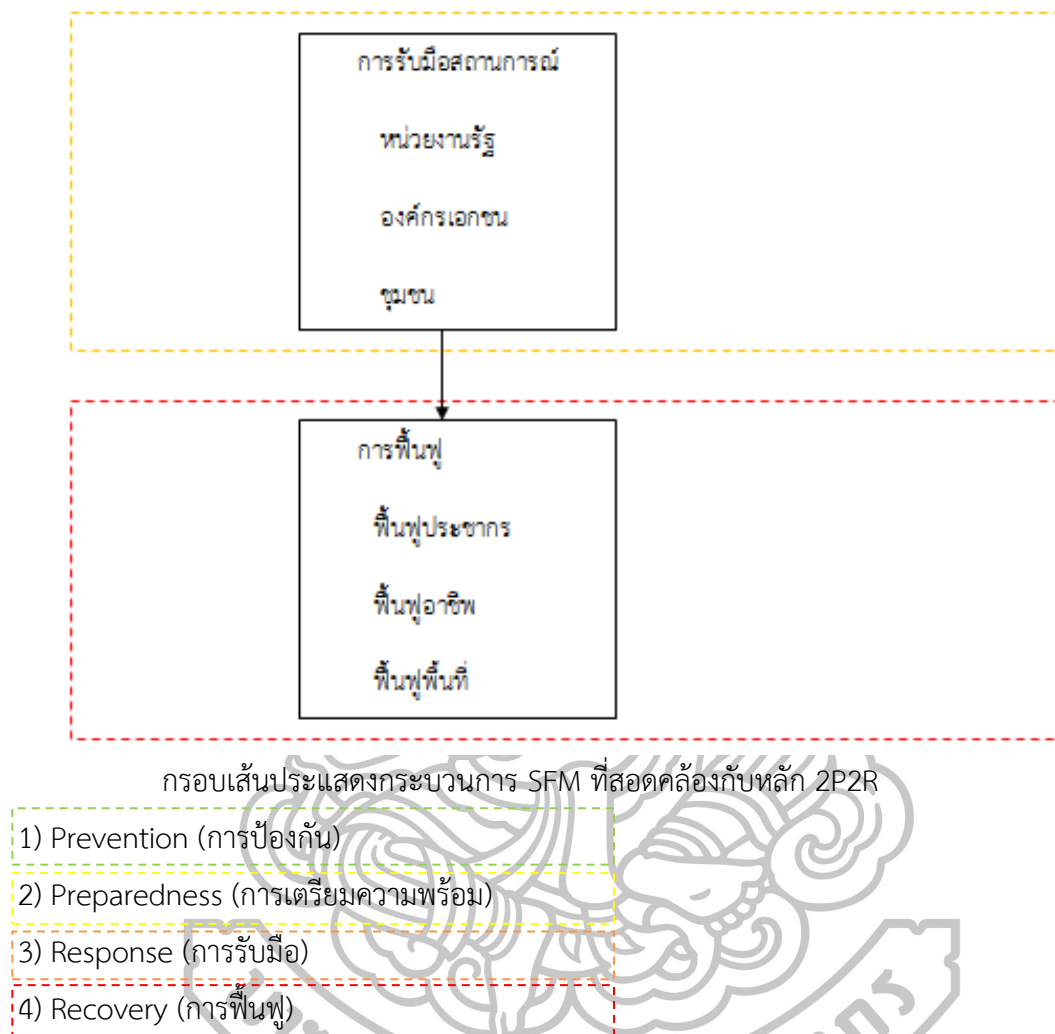 การรับมือสถานการณ์
หน่วยงานรัฐ
องค์กรเอกชน
ชุมชน
การฟื้นฟู
ฟื้นฟูประชากร
ฟื้นฟูอาชีพ
ฟื้นฟูพื้นที่
กรอบเส้นประแสดงกระบวนการ SFM ที่สอดคล้องกับหลัก 2P2R
1) Prevention (การป้องกัน)
2) Preparedness (การเตรียมความพร้อม)
3) Response (การรับมือ)
4) Recovery (การฟื้นฟู)